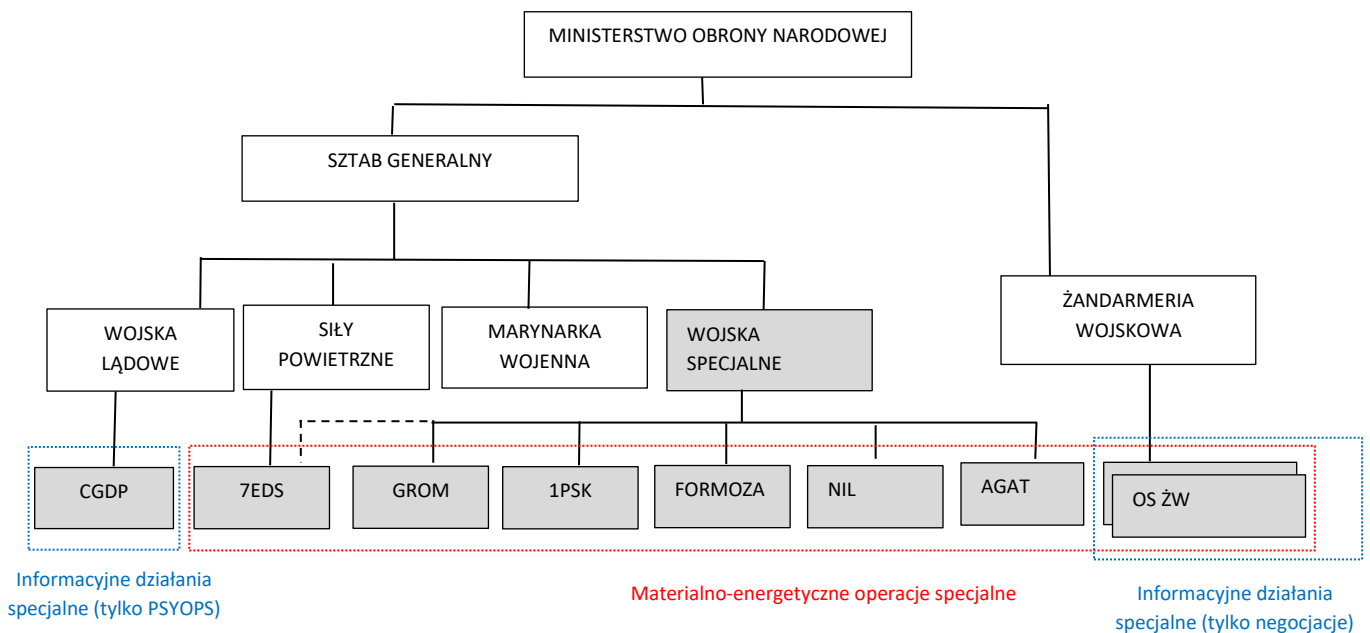 MINISTERSTWO OBRONY NARODOWEJ
SZTAB GENERALNY
WOJSKA
LĄDOWE
SIŁY
POWIETRZNE
MARYNARKA
WOJENNA
WOJSKA
SPECJALNE
ŻANDARMERIA
WOJSKOWA
CGDP
7EDS
GROM
1PSK
FORMOZA
NIL
AGAT
OS ŻW
Informacyjne działania
specjalne (tylko PSYOPS)
Materialno-energetyczne operacje specjalne
Informacyjne działania
specjalne (tylko negocjacje)